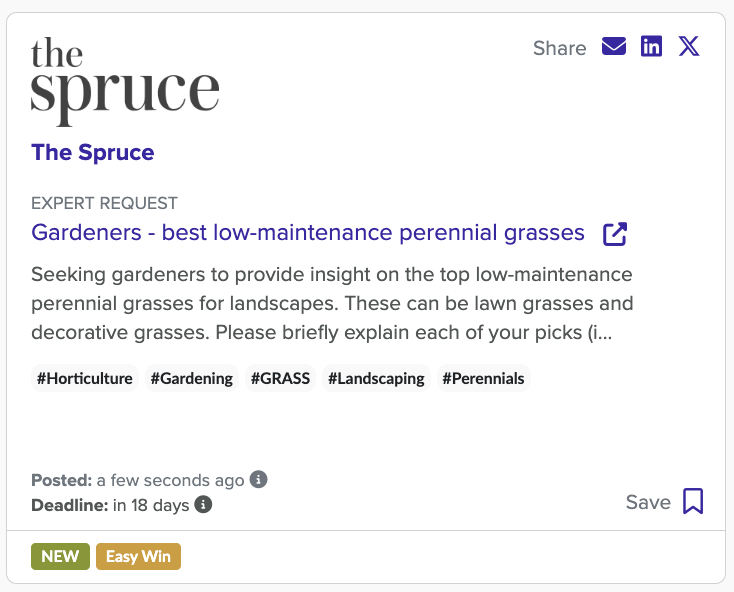 the
spruce
Share
The Spruce
EXPERT REQUEST
Gardeners - best low-maintenance perennial grasses
Seeking gardeners to provide insight on the top low-maintenance
perennial grasses for landscapes. These can be lawn grasses and
decorative grasses. Please briefly explain each of your picks (i...
#Horticulture #Gardening #GRASS #Landscaping #Perennials
Posted: a few seconds ago
Deadline: in 18 days
Save
NEW Easy Win